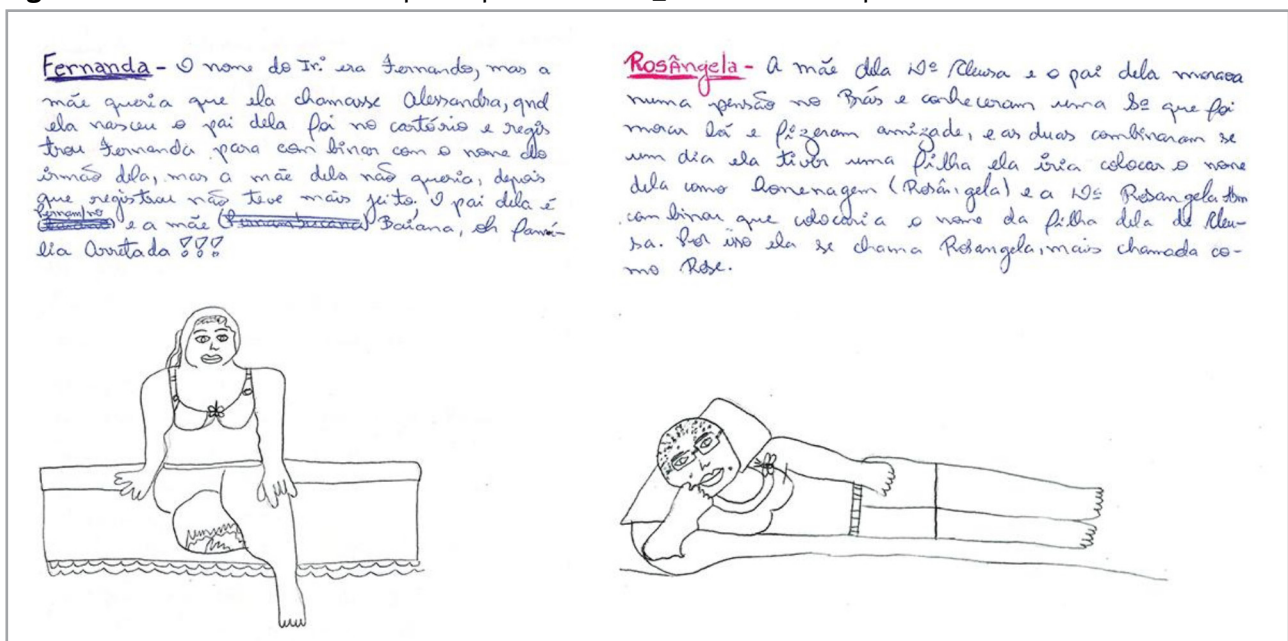 Fernanda - O nome do Ir: era Fernando, mas a
mãe queria que ela chamasse Alessandra, qnd
ela nasceu o pai dela foi no cartório e regis
trou Fernanda para com binar com o nome do
irmão dela, mas a mãe dela não queria, depois
que registrou não teve mais jeito. O pai dela é
e a mãe Baiana, oh famí-
lia Arretada !!!
Rosângela - A mãe dela Dª Cleusa e o pai dela morava
numa pensão no Brás e conheceram uma Sª que foi
morar lá e fizeram amizade, e as duas combinaram se
um dia ela tiver uma filha ela iria colocar o nome
dela como homenagem (Rosângela) e a Dª Rosangela tbm
combinar que colocaria o nome da filha dela de Cleu-
sa. Por isso ela se chama Rosangela, mais chamada co-
mo Rose.